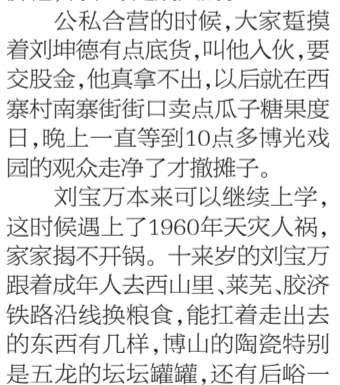 公私合营的时候,大家踅摸
着刘坤德有点底货,叫他入伙,要
交股金,他真拿不出,以后就在西
寨村南寨街街口卖点瓜子糖果度
日,晚上一直等到10点多博光戏
园的观众走净了才撤摊子。
刘宝万本来可以继续上学,
这时候遇上了1960年天灾人祸,
家家揭不开锅。十来岁的刘宝万
跟着成年人去西山里、莱芜、胶济
铁路沿线换粮食,能扛着走出去
的东西有几样,博山的陶瓷特别
是五龙的坛坛罐罐,还有后峪一